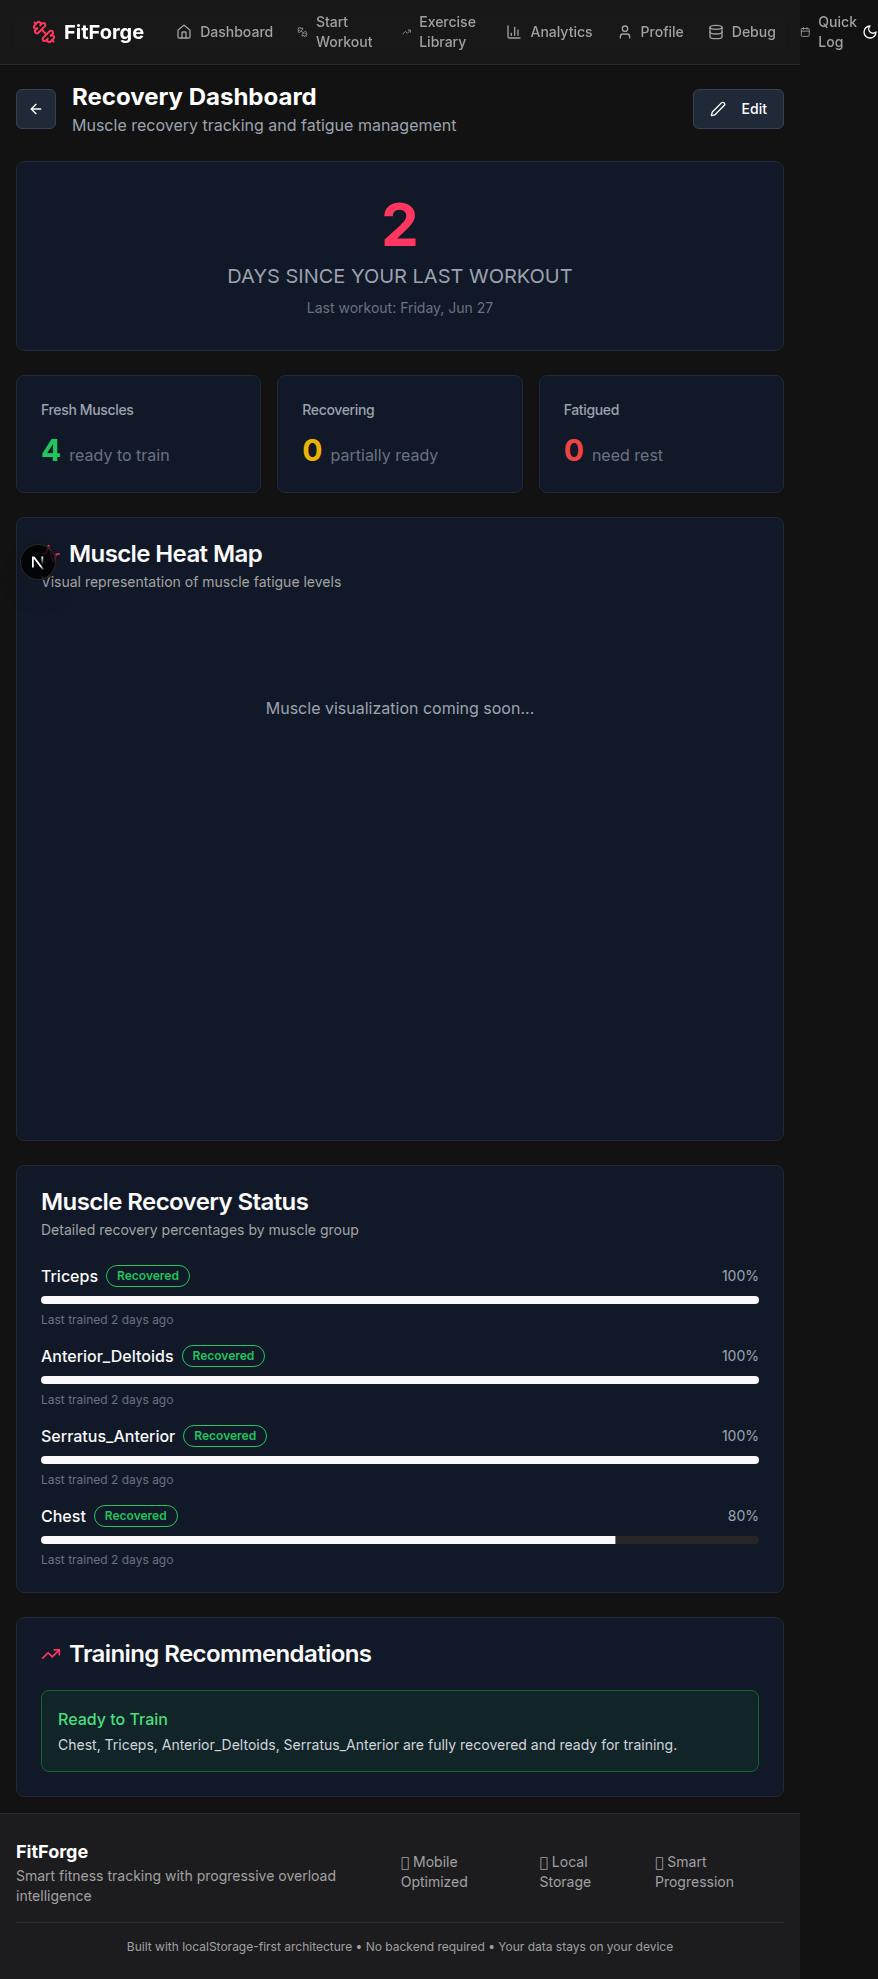 FitForge
Dashboard
Start
Workout
Exercise
Library
Analytics
Profile
Debug
Quick
Log
Recovery Dashboard
Muscle recovery tracking and fatigue management
Edit
2
DAYS SINCE YOUR LAST WORKOUT
Last workout: Friday, Jun 27
Fresh Muscles
4 ready to train
Recovering
0 partially ready
Fatigued
0 need rest
Muscle Heat Map
Visual representation of muscle fatigue levels
Muscle visualization coming soon...
Muscle Recovery Status
Detailed recovery percentages by muscle group
Triceps Recovered 100%
Last trained 2 days ago
Anterior_Deltoids Recovered 100%
Last trained 2 days ago
Serratus_Anterior Recovered 100%
Last trained 2 days ago
Chest Recovered 80%
Last trained 2 days ago
Training Recommendations
Ready to Train
Chest, Triceps, Anterior_Deltoids, Serratus_Anterior are fully recovered and ready for training.
FitForge
Smart fitness tracking with progressive overload
intelligence
Mobile
Optimized
Local
Storage
Smart
Progression
Built with localStorage-first architecture • No backend required • Your data stays on your device